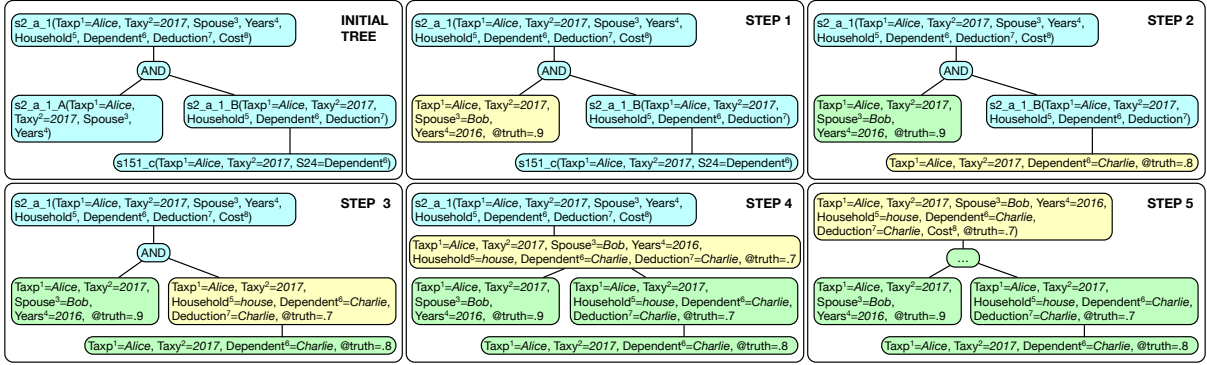 s2_a_1(Taxp¹=Alice, Taxy²=2017, Spouse³, Years⁴,
Household⁵, Dependent⁶, Deduction⁷, Cost⁸)
INITIAL
TREE
AND
s2_a_1_A(Taxp¹=Alice,
Taxy²=2017, Spouse³,
Years⁴)
s2_a_1_B(Taxp¹=Alice, Taxy²=2017,
Household⁵, Dependent⁶, Deduction⁷)
s151_c(Taxp¹=Alice, Taxy²=2017, S24=Dependent⁶)
s2_a_1(Taxp¹=Alice, Taxy²=2017, Spouse³, Years⁴,
Household⁵, Dependent⁶, Deduction⁷, Cost⁸)
STEP 1
AND
Taxp¹=Alice, Taxy²=2017,
Spouse³=Bob,
Years⁴=2016, @truth=.9
s2_a_1_B(Taxp¹=Alice, Taxy²=2017,
Household⁵, Dependent⁶, Deduction⁷)
s151_c(Taxp¹=Alice, Taxy²=2017, S24=Dependent⁶)
s2_a_1(Taxp¹=Alice, Taxy²=2017, Spouse³, Years⁴,
Household⁵, Dependent⁶, Deduction⁷, Cost⁸)
STEP 2
AND
Taxp¹=Alice, Taxy²=2017,
Spouse³=Bob,
Years⁴=2016, @truth=.9
s2_a_1_B(Taxp¹=Alice, Taxy²=2017,
Household⁵, Dependent⁶, Deduction⁷)
Taxp¹=Alice, Taxy²=2017, Dependent⁶=Charlie, @truth=.8
s2_a_1(Taxp¹=Alice, Taxy²=2017, Spouse³, Years⁴,
Household⁵, Dependent⁶, Deduction⁷, Cost⁸)
STEP 3
AND
Taxp¹=Alice, Taxy²=2017,
Spouse³=Bob,
Years⁴=2016, @truth=.9
Taxp¹=Alice, Taxy²=2017,
Household⁵=house, Dependent⁶=Charlie,
Deduction⁷=Charlie, @truth=.7
Taxp¹=Alice, Taxy²=2017, Dependent⁶=Charlie, @truth=.8
s2_a_1(Taxp¹=Alice, Taxy²=2017, Spouse³, Years⁴,
Household⁵, Dependent⁶, Deduction⁷, Cost⁸)
STEP 4
Taxp¹=Alice, Taxy²=2017, Spouse³=Bob, Years⁴=2016,
Household⁵=house, Dependent⁶=Charlie, Deduction⁷=Charlie, @truth=.7
Taxp¹=Alice, Taxy²=2017,
Spouse³=Bob,
Years⁴=2016, @truth=.9
Taxp¹=Alice, Taxy²=2017,
Household⁵=house, Dependent⁶=Charlie,
Deduction⁷=Charlie, @truth=.7
Taxp¹=Alice, Taxy²=2017, Dependent⁶=Charlie, @truth=.8
Taxp¹=Alice, Taxy²=2017, Spouse³=Bob, Years⁴=2016,
Household⁵=house, Dependent⁶=Charlie,
Deduction⁷=Charlie, Cost⁸, @truth=.7)
STEP 5
...
Taxp¹=Alice, Taxy²=2017,
Spouse³=Bob,
Years⁴=2016, @truth=.9
Taxp¹=Alice, Taxy²=2017,
Household⁵=house, Dependent⁶=Charlie,
Deduction⁷=Charlie, @truth=.7
Taxp¹=Alice, Taxy²=2017, Dependent⁶=Charlie, @truth=.8